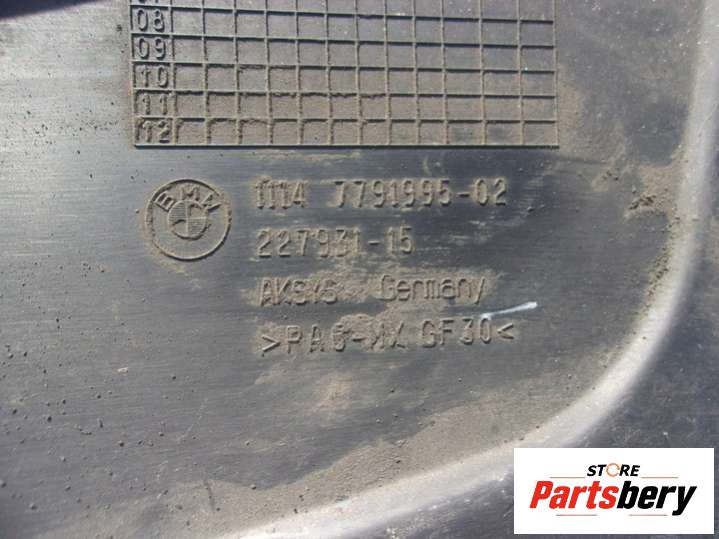 08
09
10
11
12
BMW
1114 7791995-02
227931-15
AKSYS Germany
>PA6-MX GF30<
STORE
Partsbery